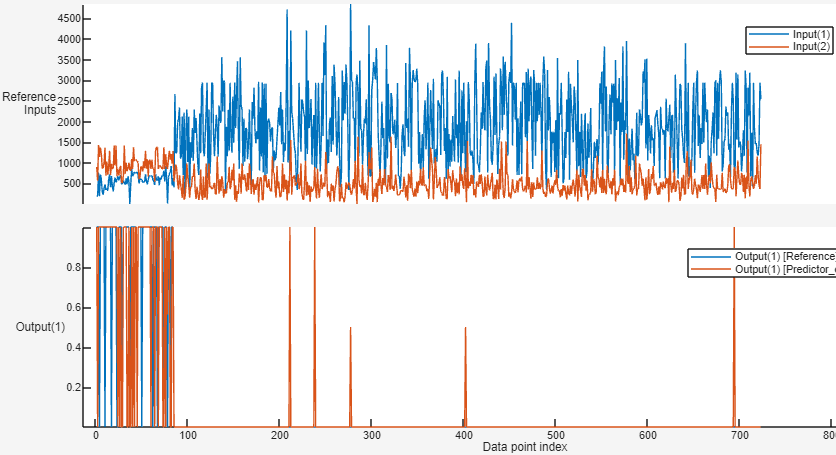 4500
4000
3500
3000
2500
2000
1500
1000
500
Reference
Inputs
Input(1)
Input(2)
0.8
0.6
0.4
0.2
Output(1)
Output(1) [Reference]
Output(1) [Predictor_
0
100
200
300
400
500
600
700
800
Data point index